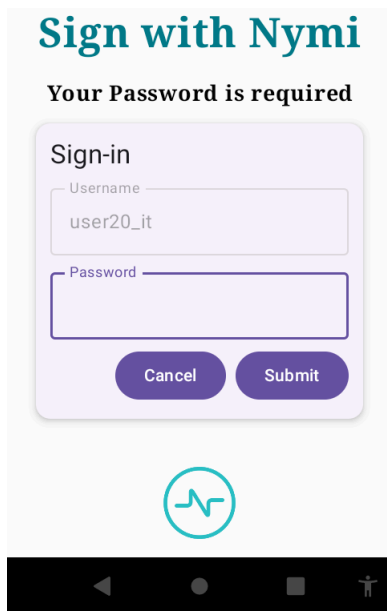 Sign with Nymi
Your Password is required
Sign-in
Username
user20_it
Password
Cancel
Submit